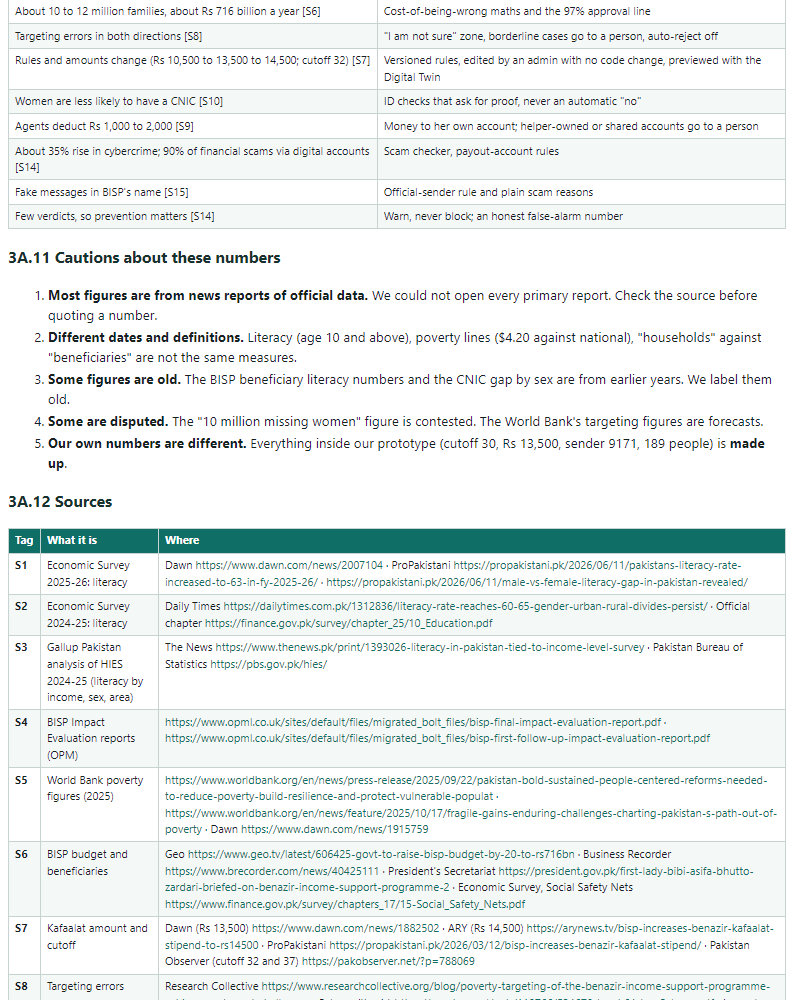 About 10 to 12 million families, about Rs 716 billion a year [S6]
Cost-of-being-wrong maths and the 97% approval line
Targeting errors in both directions [S8]
"I am not sure" zone, borderline cases go to a person, auto-reject off
Rules and amounts change (Rs 10,500 to 13,500 to 14,500; cutoff 32) [S7]
Versioned rules, edited by an admin with no code change, previewed with the
Digital Twin
Women are less likely to have a CNIC [S10]
ID checks that ask for proof, never an automatic "no"
Agents deduct Rs 1,000 to 2,000 [S9]
Money to her own account; helper-owned or shared accounts go to a person
About 35% rise in cybercrime; 90% of financial scams via digital accounts
[S14]
Scam checker, payout-account rules
Fake messages in BISP's name [S15]
Official-sender rule and plain scam reasons
Few verdicts, so prevention matters [S14]
Warn, never block; an honest false-alarm number
3A.11 Cautions about these numbers
1. Most figures are from news reports of official data. We could not open every primary report. Check the source before
quoting a number.
2. Different dates and definitions. Literacy (age 10 and above), poverty lines ($4.20 against national), "households" against
"beneficiaries" are not the same measures.
3. Some figures are old. The BISP beneficiary literacy numbers and the CNIC gap by sex are from earlier years. We label them
old.
4. Some are disputed. The "10 million missing women" figure is contested. The World Bank's targeting figures are forecasts.
5. Our own numbers are different. Everything inside our prototype (cutoff 30, Rs 13,500, sender 9171, 189 people) is made
up.
3A.12 Sources
Tag What it is Where
S1
Economic Survey
2025-26: literacy
Dawn https://www.dawn.com/news/2007104 · ProPakistani https://propakistani.pk/2026/06/11/pakistans-literacy-rate-
increased-to-63-in-fy-2025-26/ · https://propakistani.pk/2026/06/11/male-vs-female-literacy-gap-in-pakistan-revealed/
S2
Economic Survey
2024-25: literacy
Daily Times https://dailytimes.com.pk/1312836/literacy-rate-reaches-60-65-gender-urban-rural-divides-persist/ · Official
chapter https://finance.gov.pk/survey/chapter_25/10_Education.pdf
S3
Gallup Pakistan
analysis of HIES
2024-25 (literacy by
income, sex, area)
The News https://www.thenews.pk/print/1393026-literacy-in-pakistan-tied-to-income-level-survey · Pakistan Bureau of
Statistics https://pbs.gov.pk/hies/
S4
BISP Impact
Evaluation reports
(OPM)
https://www.opml.co.uk/sites/default/files/migrated_bolt_files/bisp-final-impact-evaluation-report.pdf ·
https://www.opml.co.uk/sites/default/files/migrated_bolt_files/bisp-first-follow-up-impact-evaluation-report.pdf
S5
World Bank poverty
figures (2025)
https://www.worldbank.org/en/news/press-release/2025/09/22/pakistan-bold-sustained-people-centered-reforms-needed-
to-reduce-poverty-build-resilience-and-protect-vulnerable-populat ·
https://www.worldbank.org/en/news/feature/2025/10/17/fragile-gains-enduring-challenges-charting-pakistan-s-path-out-of-
poverty · Dawn https://www.dawn.com/news/1915759
S6
BISP budget and
beneficiaries
Geo https://www.geo.tv/latest/606425-govt-to-raise-bisp-budget-by-20-to-rs716bn · Business Recorder
https://www.brecorder.com/news/40425111 · President's Secretariat https://president.gov.pk/first-lady-bibi-asifa-bhutto-
zardari-briefed-on-benazir-income-support-programme-2 · Economic Survey, Social Safety Nets
https://www.finance.gov.pk/survey/chapters_17/15-Social_Safety_Nets.pdf
S7
Kafaalat amount and
cutoff
Dawn (Rs 13,500) https://www.dawn.com/news/1882502 · ARY (Rs 14,500) https://arynews.tv/bisp-increases-benazir-kafaalat-
stipend-to-rs14500 · ProPakistani https://propakistani.pk/2026/03/12/bisp-increases-benazir-kafaalat-stipend/ · Pakistan
Observer (cutoff 32 and 37) https://pakobserver.net/?p=788069
S8
Targeting errors
Research Collective https://www.researchcollective.org/blog/poverty-targeting-of-the-benazir-income-support-programme-